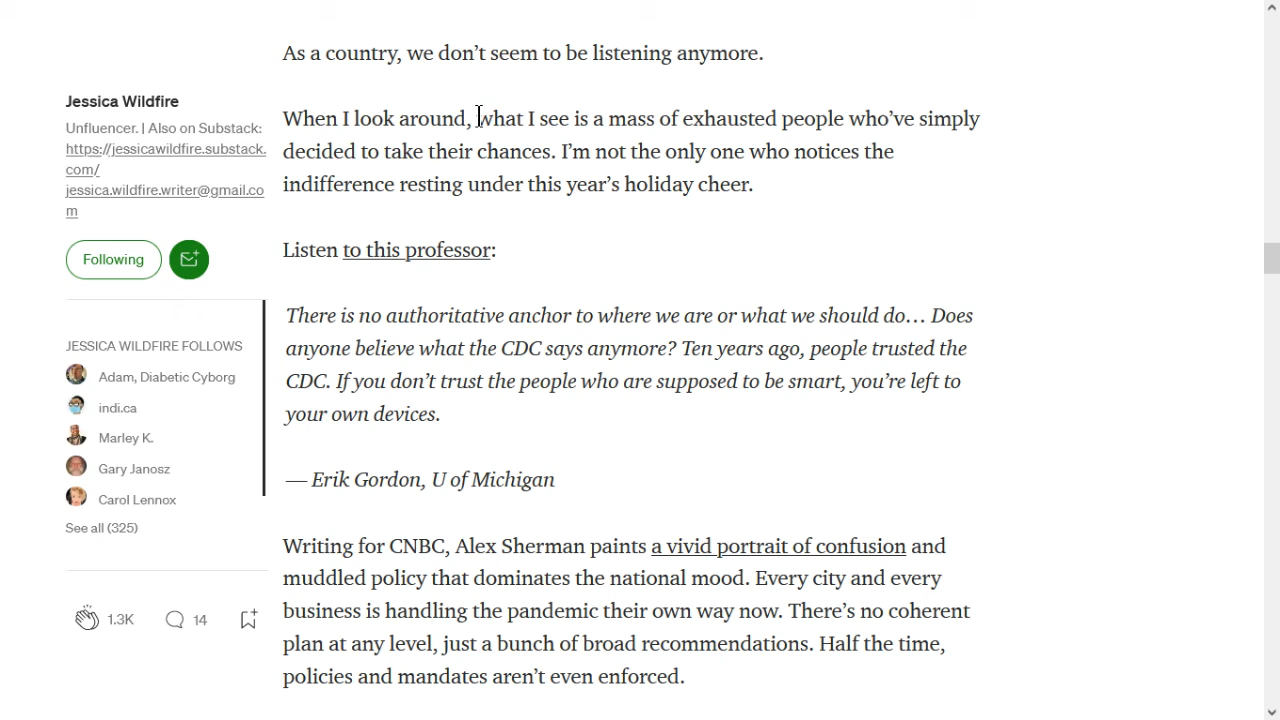 As a country, we don’t seem to be listening anymore.
Jessica Wildfire
Unfluencer. | Also on Substack:
https://jessicawildfire.substack.
com/
jessica.wildfire.writer@gmail.co
m
Following
JESSICA WILDFIRE FOLLOWS
Adam, Diabetic Cyborg
indi.ca
Marley K.
Gary Janosz
Carol Lennox
See all (325)
1.3K
14
When I look around, what I see is a mass of exhausted people who’ve simply
decided to take their chances. I’m not the only one who notices the
indifference resting under this year’s holiday cheer.
Listen to this professor:
There is no authoritative anchor to where we are or what we should do… Does
anyone believe what the CDC says anymore? Ten years ago, people trusted the
CDC. If you don’t trust the people who are supposed to be smart, you’re left to
your own devices.
— Erik Gordon, U of Michigan
Writing for CNBC, Alex Sherman paints a vivid portrait of confusion and
muddled policy that dominates the national mood. Every city and every
business is handling the pandemic their own way now. There’s no coherent
plan at any level, just a bunch of broad recommendations. Half the time,
policies and mandates aren’t even enforced.